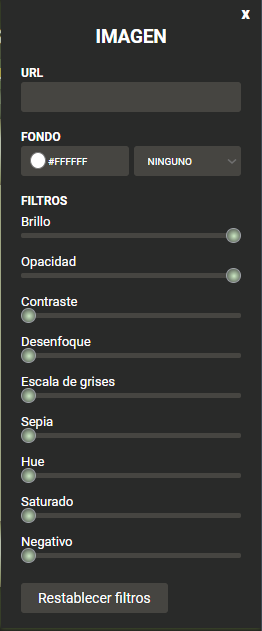 x
IMAGEN
URL
FONDO
#FFFFFF NINGUNO
FILTROS
Brillo
Opacidad
Contraste
Desenfoque
Escala de grises
Sepia
Hue
Saturado
Negativo
Restablecer filtros